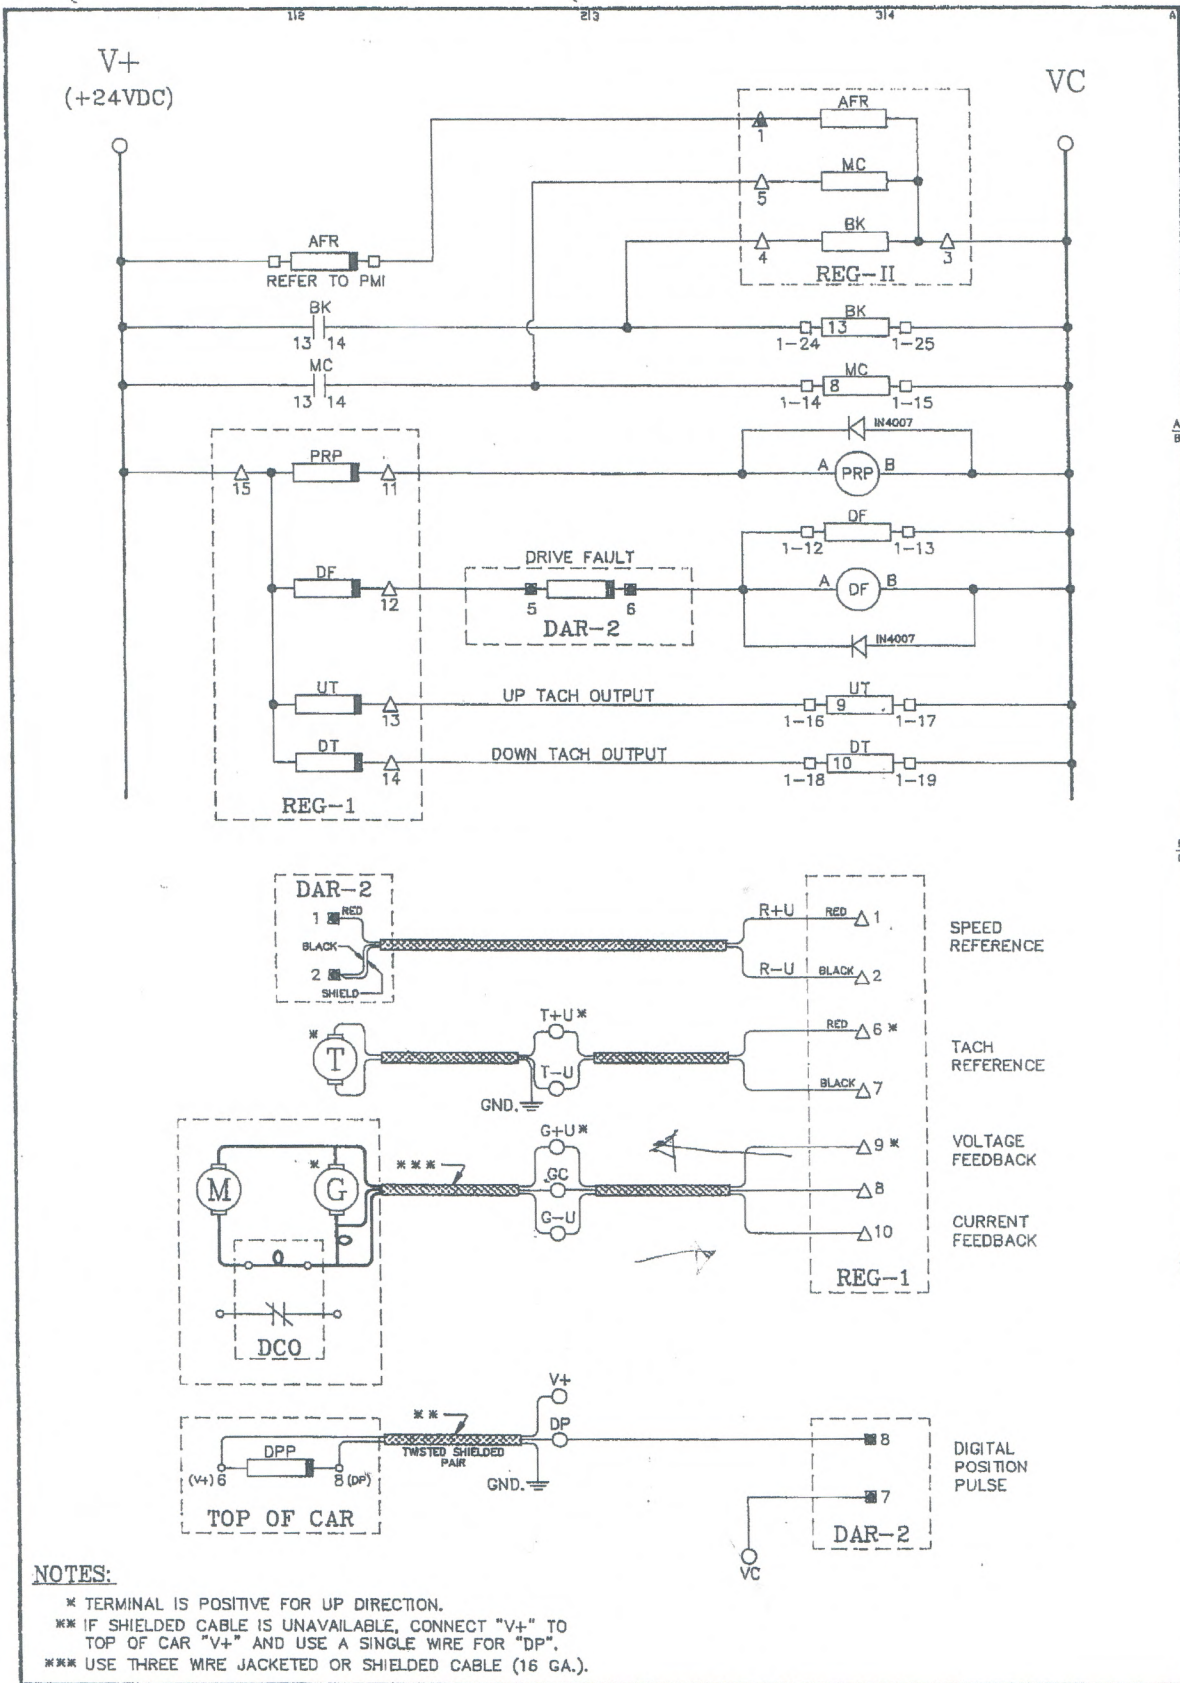 112 213 314 A
V+
(+24VDC)
VC
AFR
1
MC
5
BK
4 3
REG-II
AFR
REFER TO PMI
BK
13 14
BK
13
1-24 1-25
MC
13 14
MC
8
1-14 1-15
A
B
IN4007
PRP
15 11
A PRP B
DF
1-12 1-13
DRIVE FAULT
DF
12
5 6
DAR-2
A DF B
IN4007
UT
13
UP TACH OUTPUT
UT
9
1-16 1-17
DT
14
DOWN TACH OUTPUT
DT
10
1-18 1-19
REG-1
DAR-2
1 RED
BLACK
2
SHIELD
R+U RED 1
R-U BLACK 2
SPEED
REFERENCE
* T
T+U*
T-U
GND.
RED 6 *
BLACK 7
TACH
REFERENCE
M * G
***
G+U*
GC
G-U
9 *
8
10
VOLTAGE
FEEDBACK
CURRENT
FEEDBACK
REG-1
DCO
V+
**
DP
DPP
(V+) 6 8 (DP)
TWISTED SHIELDED
PAIR
GND.
TOP OF CAR
8
7
DIGITAL
POSITION
PULSE
DAR-2
VC
NOTES:
* TERMINAL IS POSITIVE FOR UP DIRECTION.
** IF SHIELDED CABLE IS UNAVAILABLE, CONNECT "V+" TO
TOP OF CAR "V+" AND USE A SINGLE WIRE FOR "DP".
*** USE THREE WIRE JACKETED OR SHIELDED CABLE (16 GA.).